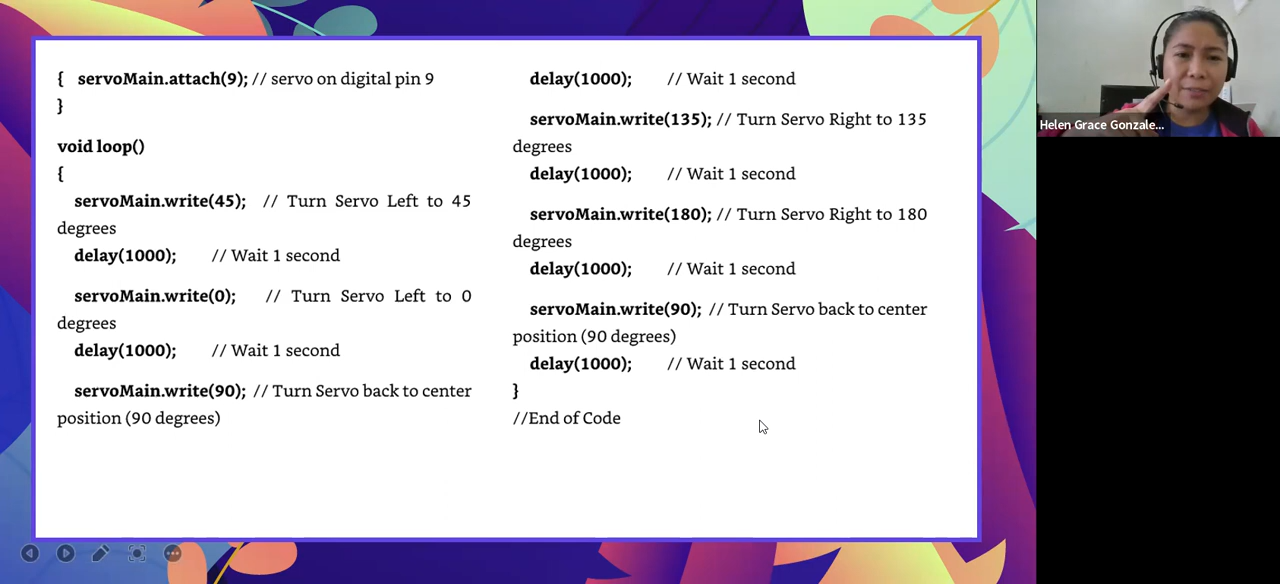 { servoMain.attach(9); // servo on digital pin 9
}
void loop()
{
servoMain.write(45); // Turn Servo Left to 45
degrees
delay(1000); // Wait 1 second
servoMain.write(0); // Turn Servo Left to 0
degrees
delay(1000); // Wait 1 second
servoMain.write(90); // Turn Servo back to center
position (90 degrees)
delay(1000); // Wait 1 second
servoMain.write(135); // Turn Servo Right to 135
degrees
delay(1000); // Wait 1 second
servoMain.write(180); // Turn Servo Right to 180
degrees
delay(1000); // Wait 1 second
servoMain.write(90); // Turn Servo back to center
position (90 degrees)
delay(1000); // Wait 1 second
}
//End of Code
Helen Grace Gonzale...